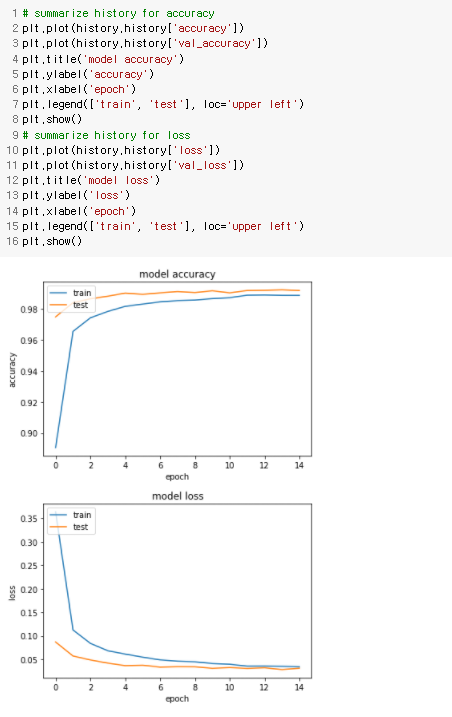 1 # summarize history for accuracy
2 plt.plot(history.history['accuracy'])
3 plt.plot(history.history['val_accuracy'])
4 plt.title('model accuracy')
5 plt.ylabel('accuracy')
6 plt.xlabel('epoch')
7 plt.legend(['train', 'test'], loc='upper left')
8 plt.show()
9 # summarize history for loss
10 plt.plot(history.history['loss'])
11 plt.plot(history.history['val_loss'])
12 plt.title('model loss')
13 plt.ylabel('loss')
14 plt.xlabel('epoch')
15 plt.legend(['train', 'test'], loc='upper left')
16 plt.show()
model accuracy
train
test
0.98
0.96
0.94
0.92
0.90
accuracy
0 2 4 6 8 10 12 14
epoch
model loss
train
test
0.35
0.30
0.25
0.20
0.15
0.10
0.05
loss
0 2 4 6 8 10 12 14
epoch